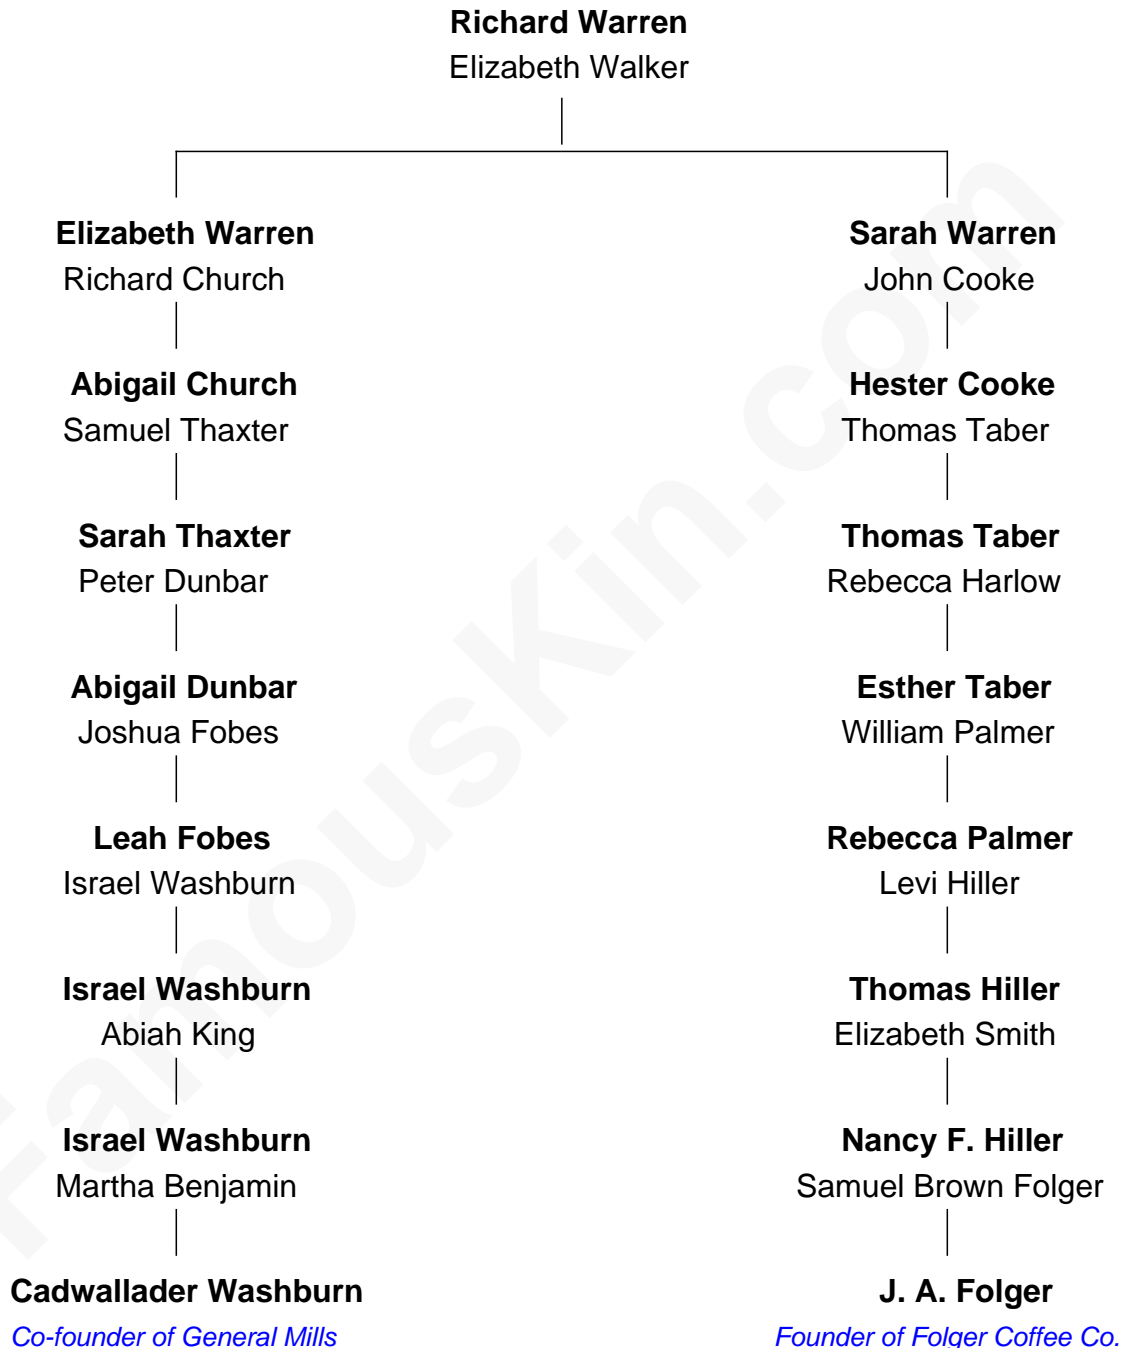 Richard Warren
Elizabeth Walker
Elizabeth Warren
Richard Church
Abigail Church
Samuel Thaxter
Sarah Thaxter
Peter Dunbar
Abigail Dunbar
Joshua Fobes
Leah Fobes
Israel Washburn
Israel Washburn
Abiah King
Israel Washburn
Martha Benjamin
Cadwallader Washburn
Co-founder of General Mills
Sarah Warren
John Cooke
Hester Cooke
Thomas Taber
Thomas Taber
Rebecca Harlow
Esther Taber
William Palmer
Rebecca Palmer
Levi Hiller
Thomas Hiller
Elizabeth Smith
Nancy F. Hiller
Samuel Brown Folger
J. A. Folger
Founder of Folger Coffee Co.
FamousKin.com